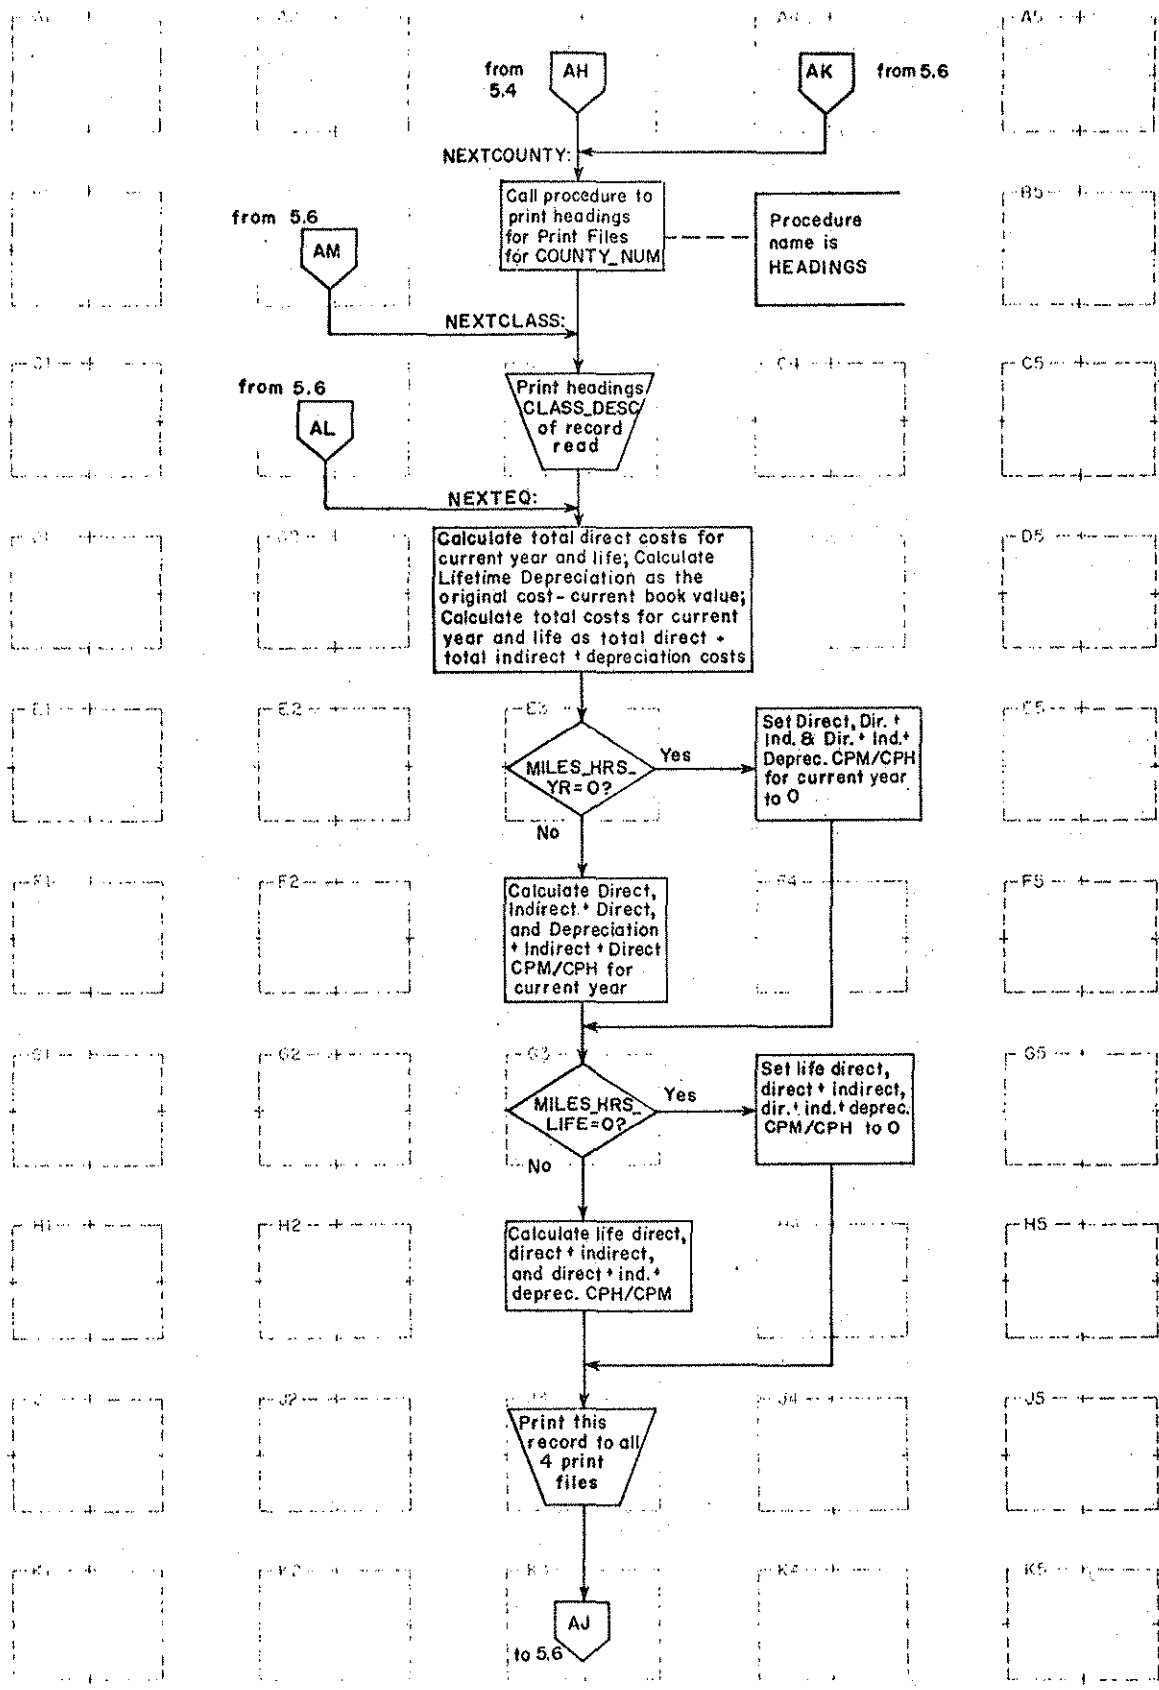 from
5.4
AH
AK
from 5.6
NEXTCOUNTY:
Call procedure to
print headings
for Print Files
for COUNTY_NUM
Procedure
name is
HEADINGS
from 5.6
AM
NEXTCLASS:
Print headings
CLASS_DESC
of record
read
from 5.6
AL
NEXTEQ:
Calculate total direct costs for
current year and life; Calculate
Lifetime Depreciation as the
original cost - current book value;
Calculate total costs for current
year and life as total direct +
total indirect + depreciation costs
MILES_HRS_
YR=0?
Yes
No
Set Direct, Dir. +
Ind. & Dir. + Ind. +
Deprec. CPM/CPH
for current year
to 0
Calculate Direct,
Indirect + Direct,
and Depreciation
+ Indirect + Direct
CPM/CPH for
current year
MILES_HRS_
LIFE=0?
Yes
No
Set life direct,
direct + indirect,
dir. + ind. + deprec.
CPM/CPH to 0
Calculate life direct,
direct + indirect,
and direct + ind. +
deprec. CPH/CPM
Print this
record to all
4 print
files
AJ
to 5.6
A5
B5
C4
C5
D5
E1
E2
E3
E5
F1
F2
F4
F5
G1
G2
G3
G5
H1
H2
H4
H5
J2
J4
J5
K2
K3
K4
K5